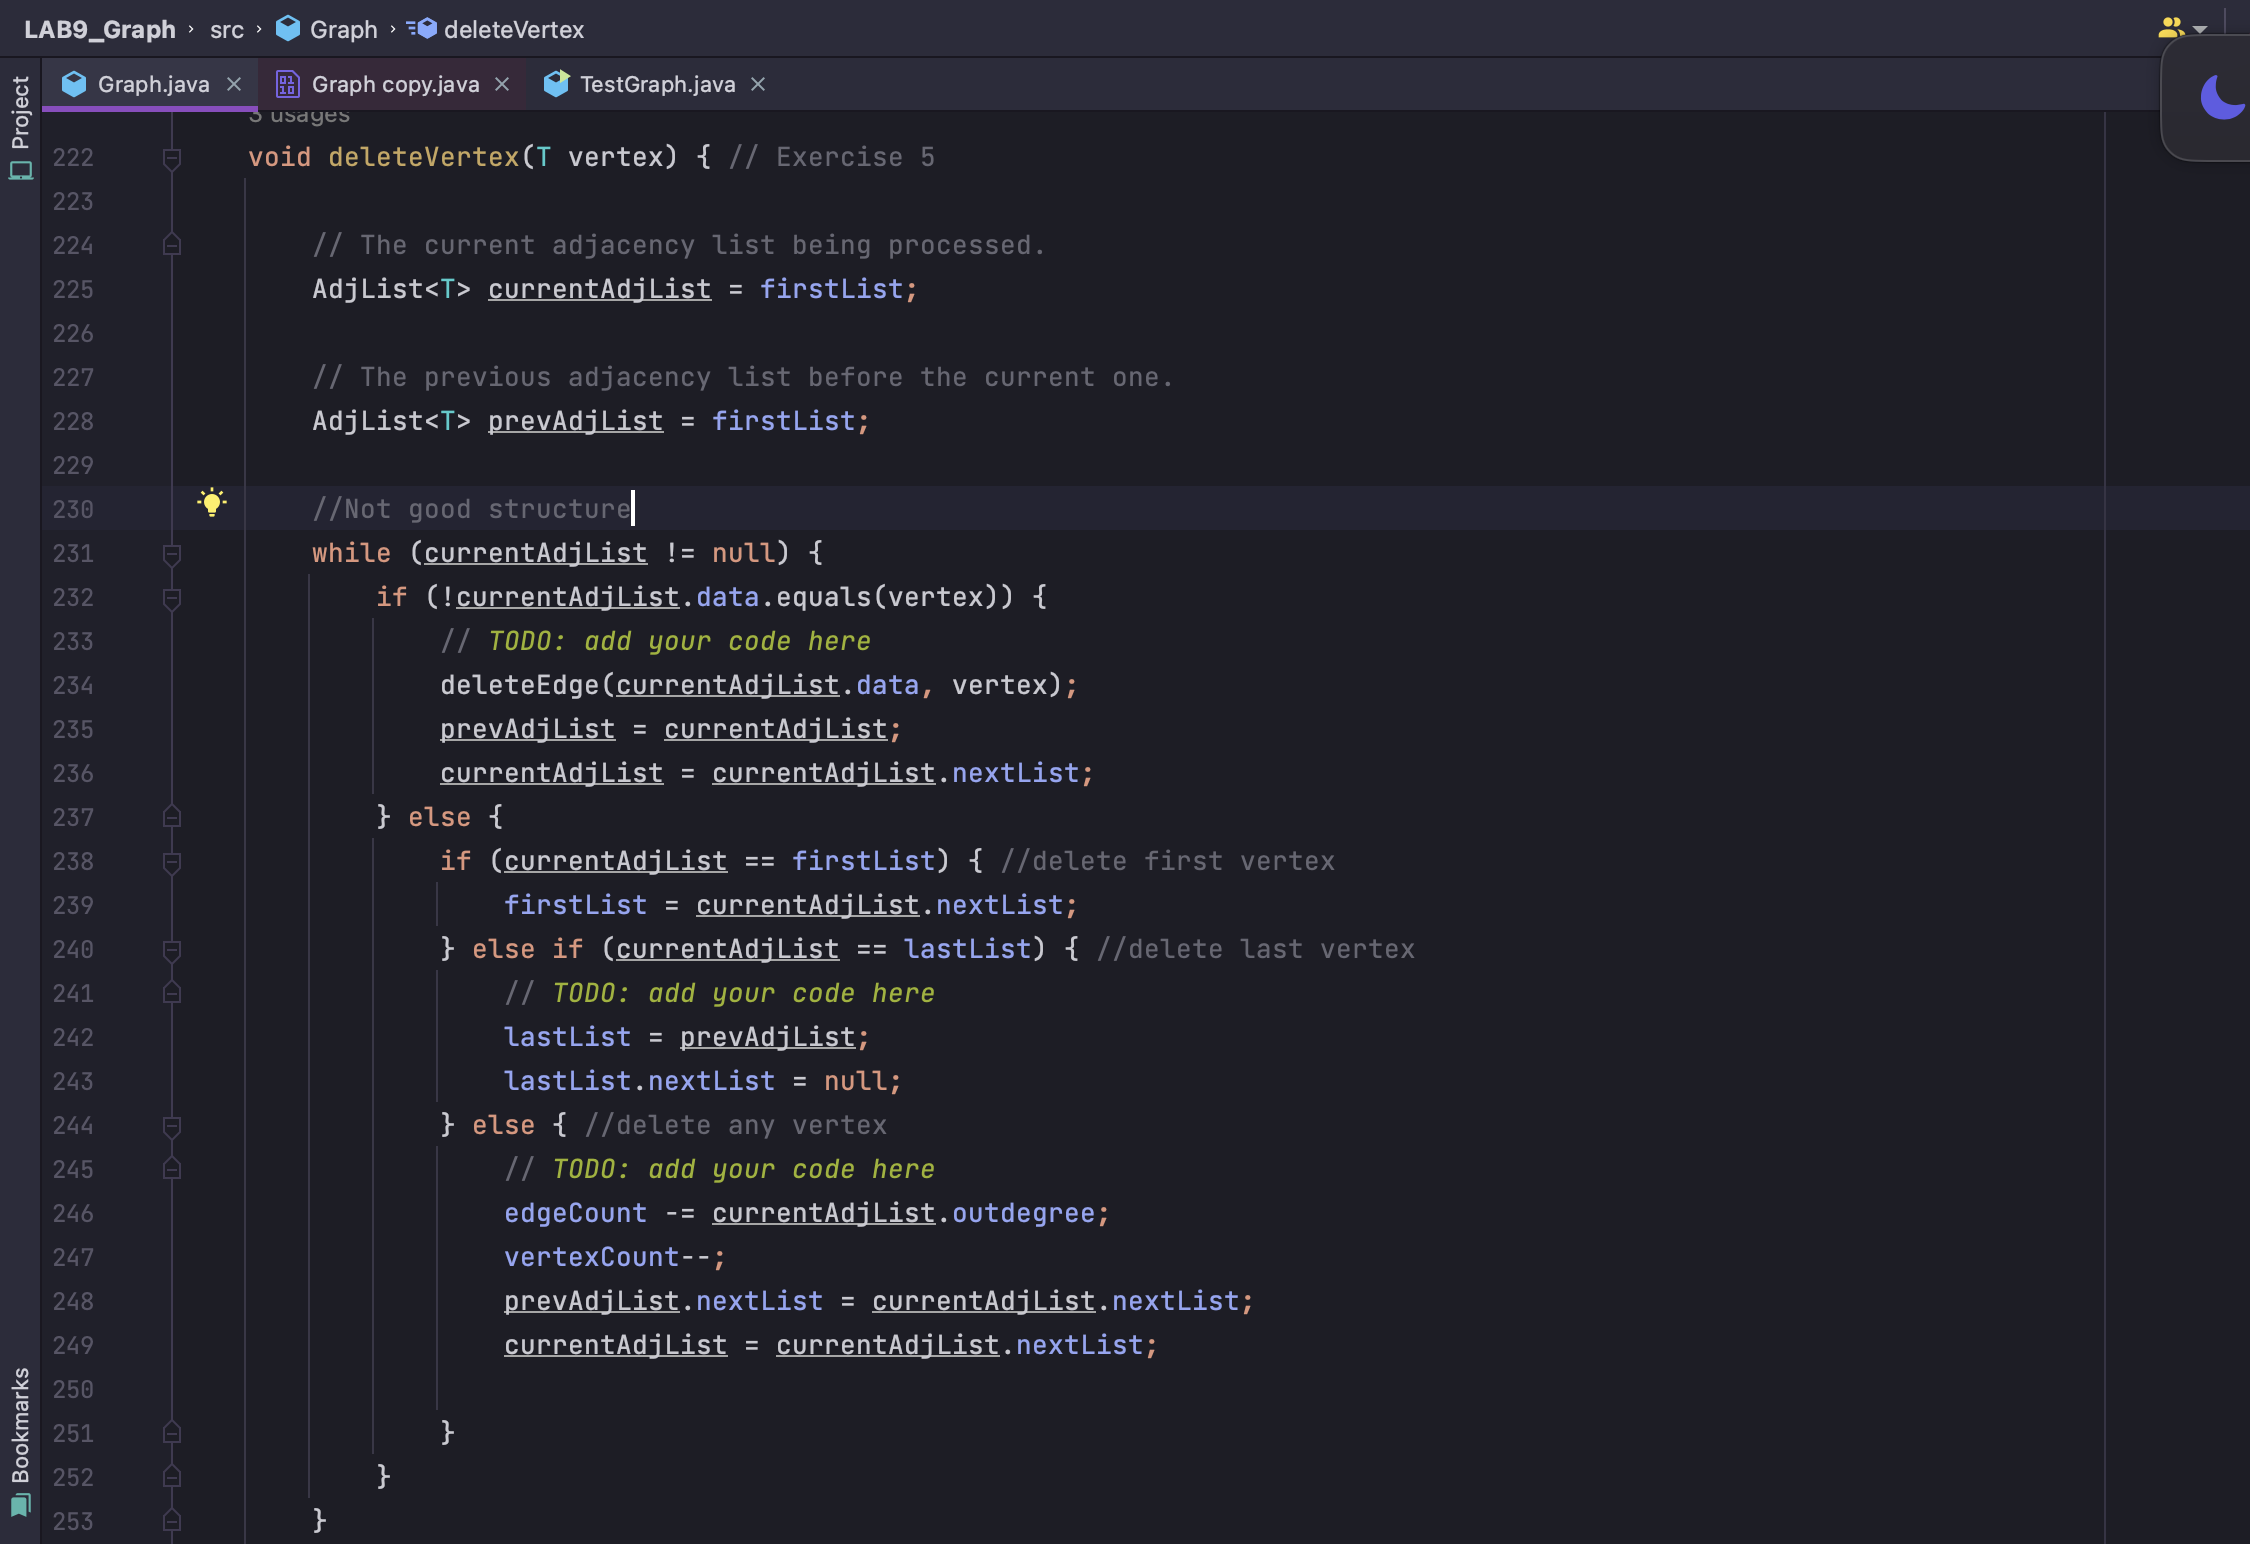 LAB9_Graph › src › Graph › deleteVertex
Graph.java × Graph copy.java × TestGraph.java ×
Project
3 usages
222 void deleteVertex(T vertex) { // Exercise 5
223
224 // The current adjacency list being processed.
225 AdjList<T> currentAdjList = firstList;
226
227 // The previous adjacency list before the current one.
228 AdjList<T> prevAdjList = firstList;
229
230 //Not good structure
231 while (currentAdjList != null) {
232 if (!currentAdjList.data.equals(vertex)) {
233 // TODO: add your code here
234 deleteEdge(currentAdjList.data, vertex);
235 prevAdjList = currentAdjList;
236 currentAdjList = currentAdjList.nextList;
237 } else {
238 if (currentAdjList == firstList) { //delete first vertex
239 firstList = currentAdjList.nextList;
240 } else if (currentAdjList == lastList) { //delete last vertex
241 // TODO: add your code here
242 lastList = prevAdjList;
243 lastList.nextList = null;
244 } else { //delete any vertex
245 // TODO: add your code here
246 edgeCount -= currentAdjList.outdegree;
247 vertexCount--;
248 prevAdjList.nextList = currentAdjList.nextList;
249 currentAdjList = currentAdjList.nextList;
250
251 }
252 }
253 }
Bookmarks